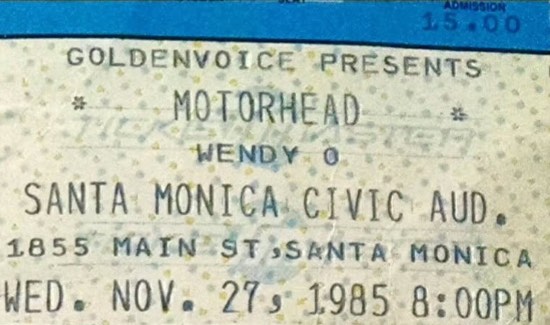 ADMISSION
15.00
GOLDENVOICE PRESENTS
* MOTORHEAD *
WENDY O
SANTA MONICA CIVIC AUD.
1855 MAIN ST,SANTA MONICA
WED. NOV. 27, 1985 8:00PM